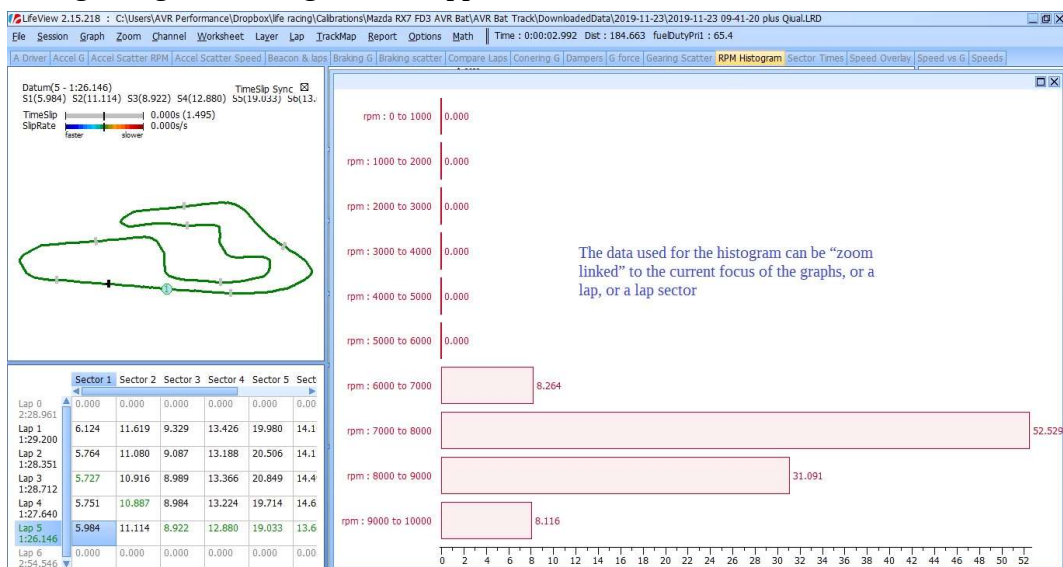 LifeView 2.15.218 : C:\Users\AVR Performance\Dropbox\life racing\Calibrations\Mazda RX7 FD3 AVR Bat\AVR Bat Track\DownloadedData\2019-11-23\2019-11-23 09-41-20 plus Qiual.LRD
File Session Graph Zoom Channel Worksheet Layer Lap TrackMap Report Options Math Time : 0:00:02.992 Dist : 184.663 fuelDutyPri1 : 65.4
A Driver Accel G Accel Scatter RPM Accel Scatter Speed Beacon & laps Braking G Braking scatter Compare Laps Conering G Dampers G force Gearing Scatter RPM Histogram Sector Times Speed Overlay Speed vs G Speeds
Datum(5 - 1:26.146) TimeSlip Sync
S1(5.984) S2(11.114) S3(8.922) S4(12.880) S5(19.033) S6(13.
TimeSlip 0.000s (1.495)
SlipRate 0.000s/s
faster slower
1
Sector 1 Sector 2 Sector 3 Sector 4 Sector 5 Sect
Lap 0 0.000 0.000 0.000 0.000 0.000 0.00
2:28.961
Lap 1 6.124 11.619 9.329 13.426 19.980 14.1
1:29.200
Lap 2 5.764 11.080 9.087 13.188 20.506 14.1
1:28.351
Lap 3 5.727 10.916 8.989 13.366 20.849 14.4
1:28.712
Lap 4 5.751 10.887 8.984 13.224 19.714 14.6
1:27.640
Lap 5 5.984 11.114 8.922 12.880 19.033 13.6
1:26.146
Lap 6 0.000 0.000 0.000 0.000 0.000 0.00
2:54.546
rpm : 0 to 1000 0.000
rpm : 1000 to 2000 0.000
rpm : 2000 to 3000 0.000
rpm : 3000 to 4000 0.000
rpm : 4000 to 5000 0.000
rpm : 5000 to 6000 0.000
rpm : 6000 to 7000 8.264
rpm : 7000 to 8000 52.529
rpm : 8000 to 9000 31.091
rpm : 9000 to 10000 8.116
0 2 4 6 8 10 12 14 16 18 20 22 24 26 28 30 32 34 36 38 40 42 44 46 48 50 52
The data used for the histogram can be “zoom
linked” to the current focus of the graphs, or a
lap, or a lap sector